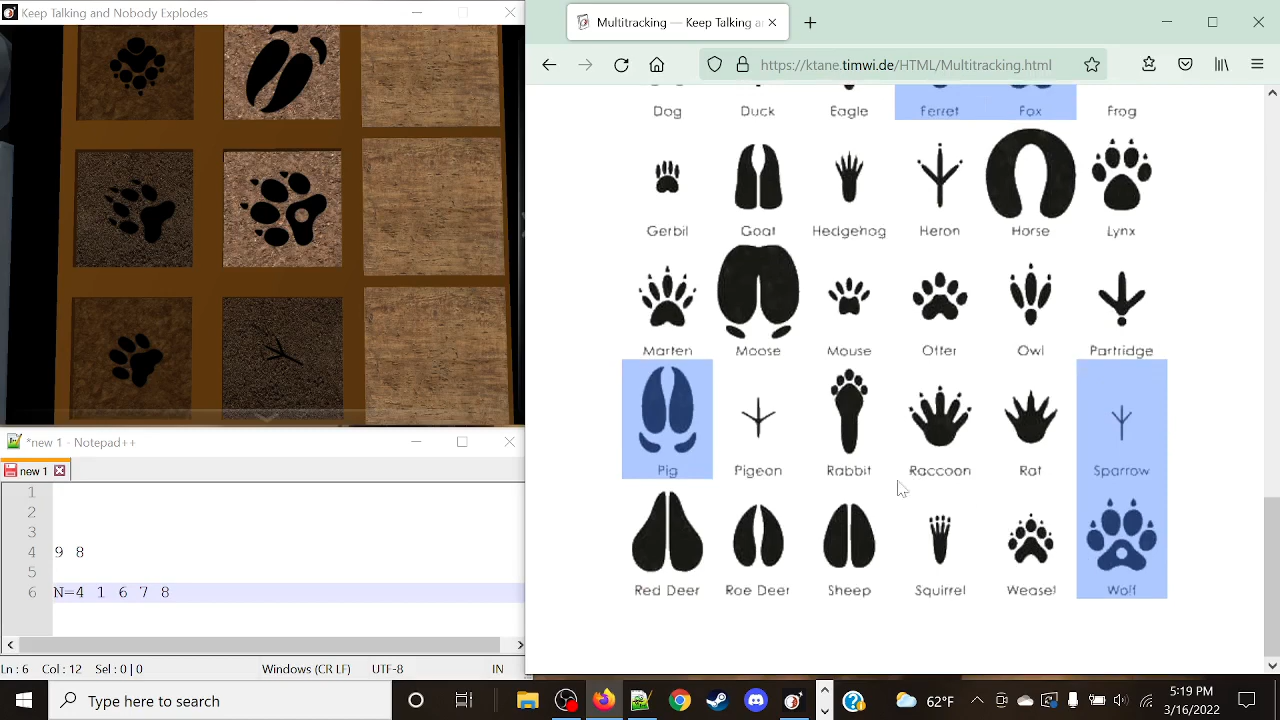 Keep Talking and Nobody Explodes
Multitracking — Keep Talking an
https://ktane.timwi.de/HTML/Multitracking.html
Dog Duck Eagle Ferret Fox Frog
Gerbil Goat Hedgehog Heron Horse Lynx
Marten Moose Mouse Otter Owl Partridge
Pig Pigeon Rabbit Raccoon Rat Sparrow
Red Deer Roe Deer Sheep Squirrel Weasel Wolf
*new 1 - Notepad++
new 1
1
2
3
4 9 8
5
6 N=4 1 6 7 8
Ln : 6 Col : 12 Sel : 0 | 0 Windows (CR LF) UTF-8 IN
Type here to search
62°F
5:19 PM
3/16/2022